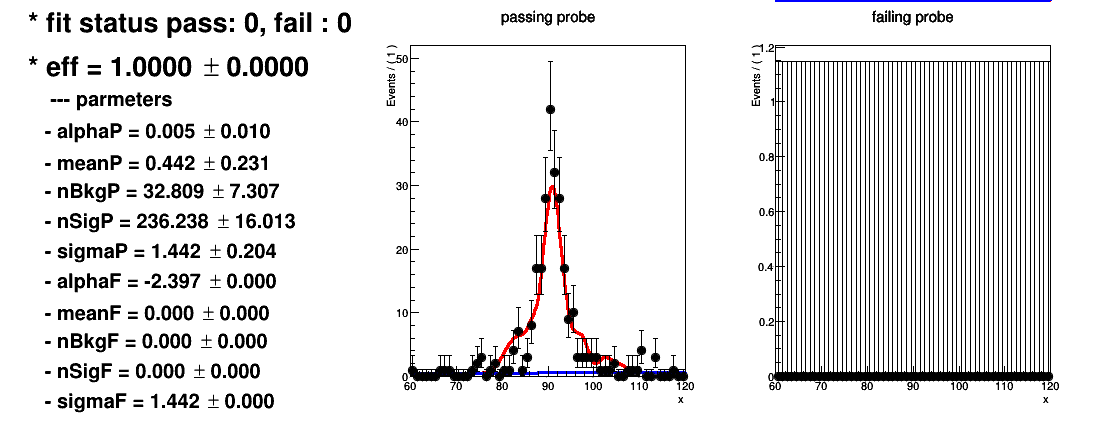 * fit status pass: 0, fail : 0
* eff = 1.0000 ± 0.0000
--- parmeters
- alphaP = 0.005 ± 0.010
- meanP = 0.442 ± 0.231
- nBkgP = 32.809 ± 7.307
- nSigP = 236.238 ± 16.013
- sigmaP = 1.442 ± 0.204
- alphaF = -2.397 ± 0.000
- meanF = 0.000 ± 0.000
- nBkgF = 0.000 ± 0.000
- nSigF = 0.000 ± 0.000
- sigmaF = 1.442 ± 0.000
passing probe
Events / ( 1 )
50
40
30
20
10
0
60 70 80 90 100 110 120
x
failing probe
Events / ( 1 )
1.2
1
0.8
0.6
0.4
0.2
0
60 70 80 90 100 110 120
x